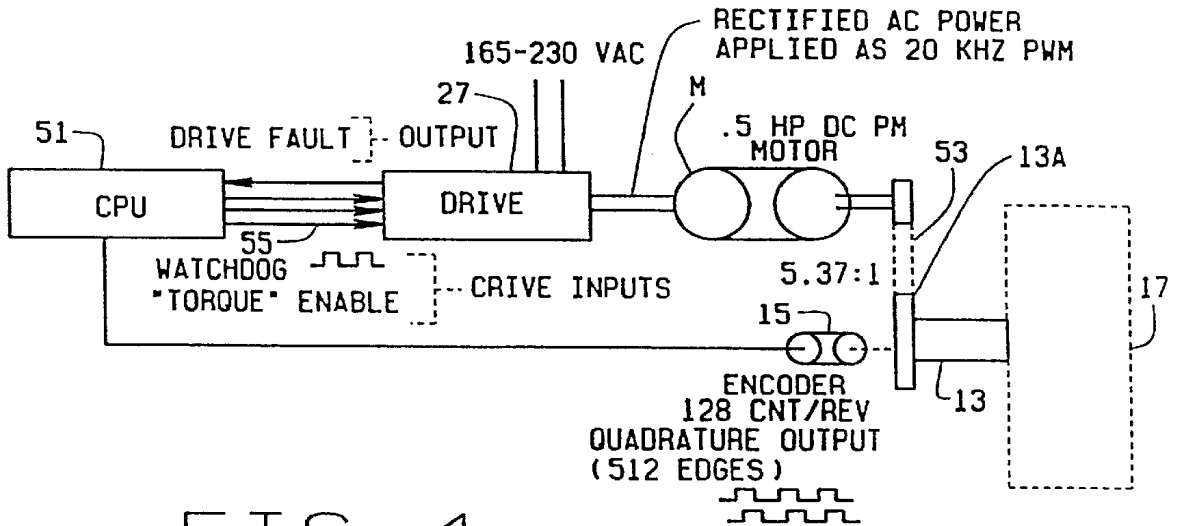 RECTIFIED AC POWER
APPLIED AS 20 KHZ PWM
165-230 VAC
27
M
51
DRIVE FAULT
OUTPUT
.5 HP DC PM
MOTOR
53
13A
CPU
DRIVE
55
WATCHDOG
"TORQUE" ENABLE
CRIVE INPUTS
5.37:1
17
15
13
ENCODER
128 CNT/REV
QUADRATURE OUTPUT
(512 EDGES)